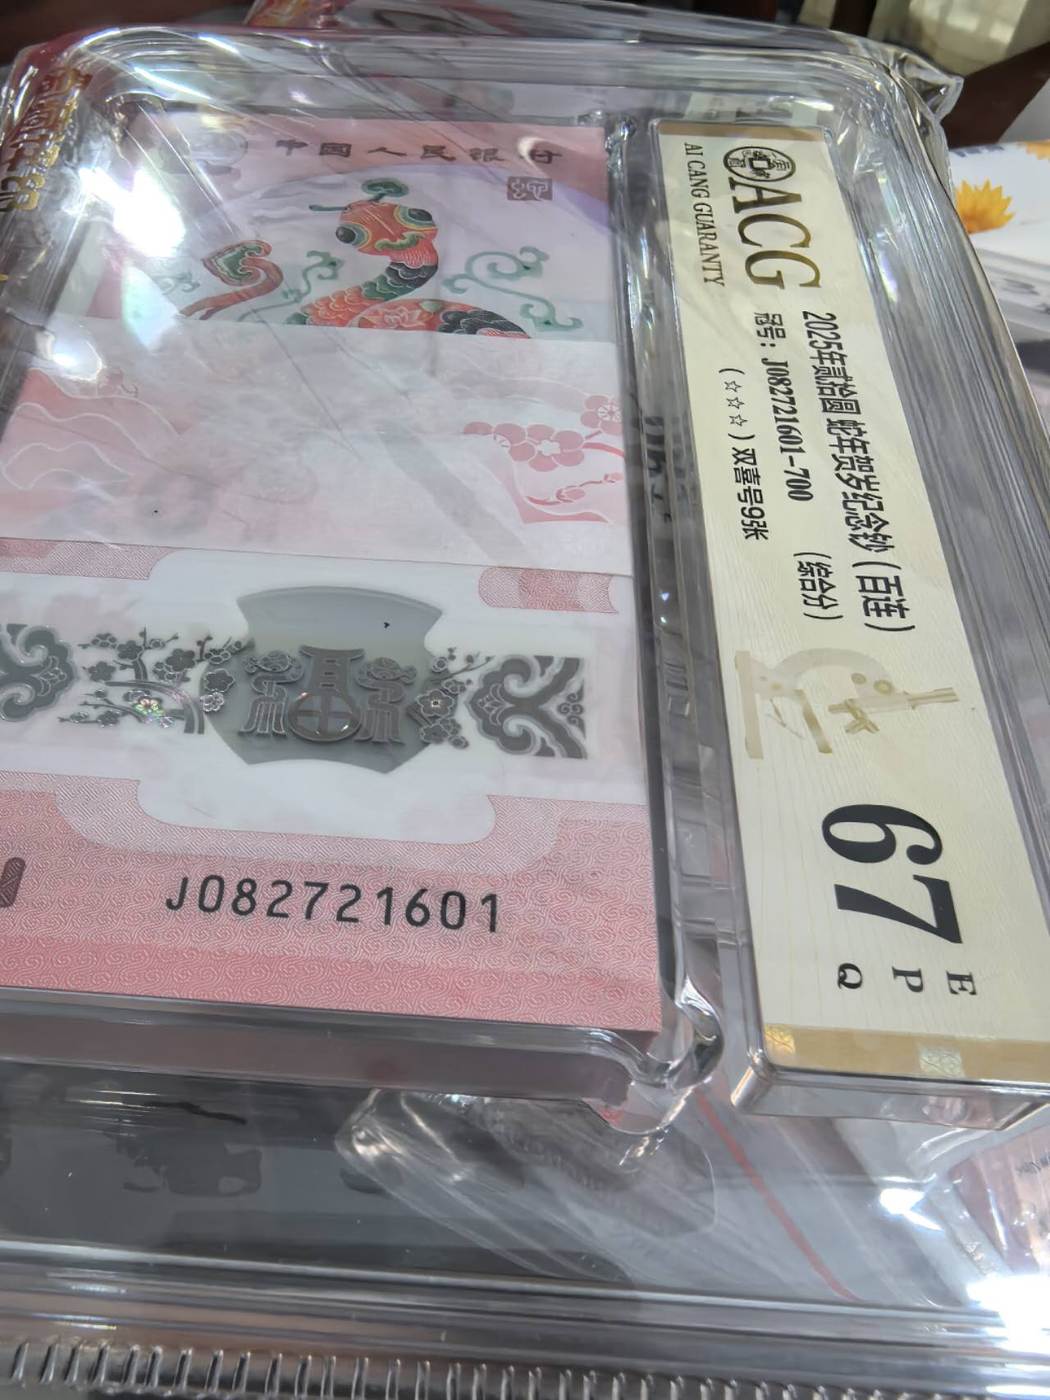 中国人民银行
J082721601
ACG
AI CANG GUARANTY
2025年贰拾圆 蛇年贺岁纪念钞（百连）
冠号：J082721601-700 （综合分）
（☆☆☆）双喜号9张
67
E
P
Q